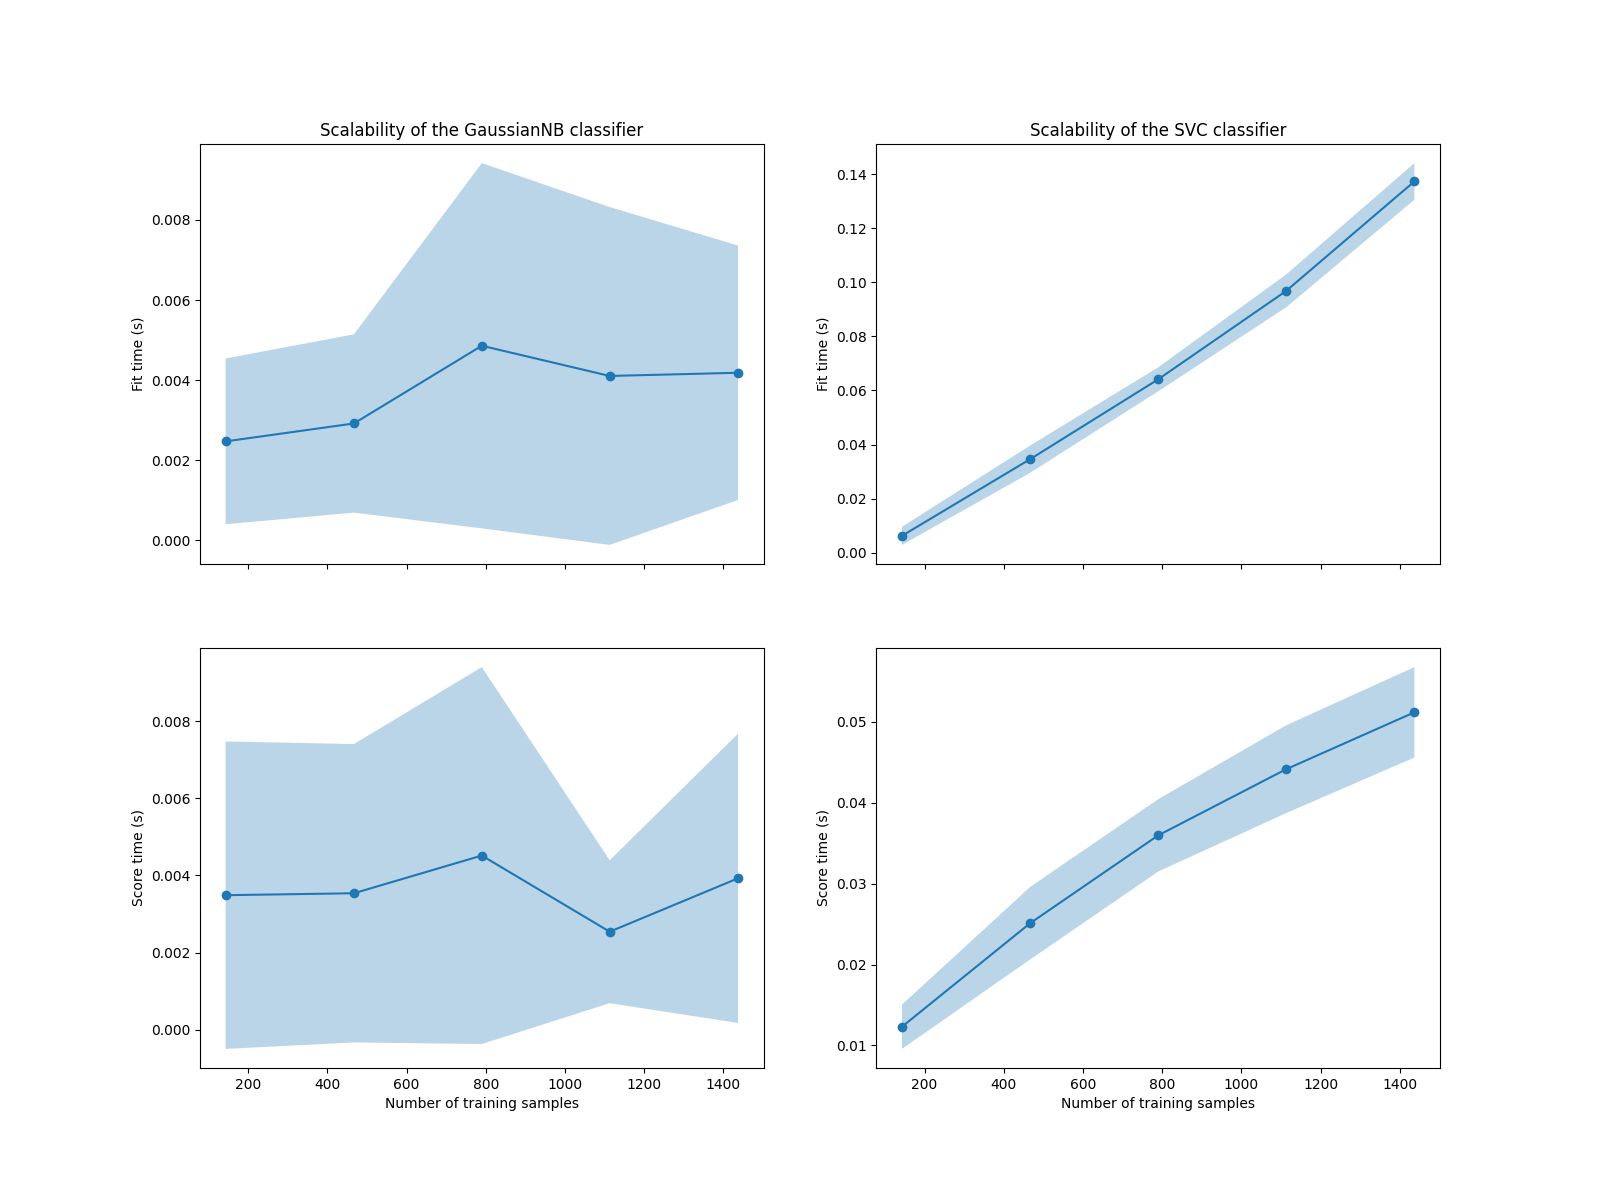 Scalability of the GaussianNB classifier
Fit time (s)
0.008
0.006
0.004
0.002
0.000
Scalability of the SVC classifier
Fit time (s)
0.14
0.12
0.10
0.08
0.06
0.04
0.02
0.00
Score time (s)
0.008
0.006
0.004
0.002
0.000
200 400 600 800 1000 1200 1400
Number of training samples
Score time (s)
0.05
0.04
0.03
0.02
0.01
200 400 600 800 1000 1200 1400
Number of training samples